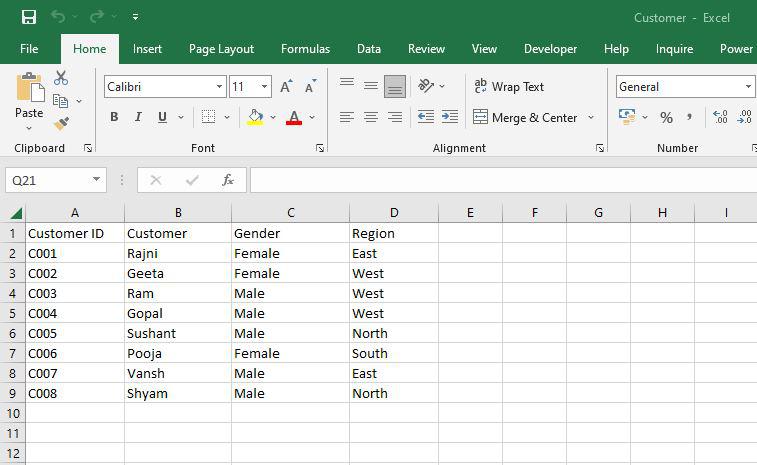 Customer - Excel
File Home Insert Page Layout Formulas Data Review View Developer Help Inquire Power
Calibri 11 A A ab Wrap Text General
Paste B I U A Merge & Center % , .00 .00
Clipboard Font Alignment Number
Q21 fx
A B C D E F G H I
1 Customer ID Customer Gender Region
2 C001 Rajni Female East
3 C002 Geeta Female West
4 C003 Ram Male West
5 C004 Gopal Male West
6 C005 Sushant Male North
7 C006 Pooja Female South
8 C007 Vansh Male East
9 C008 Shyam Male North
10
11
12